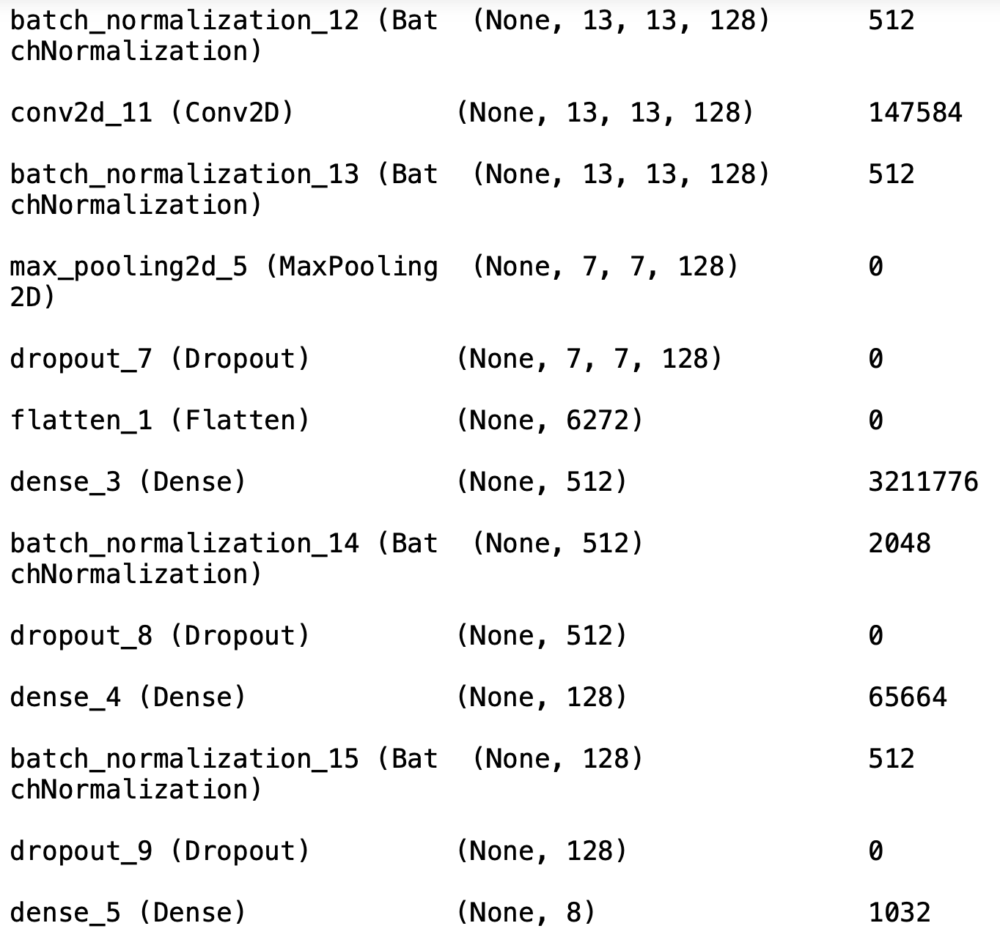 batch_normalization_12 (Bat  (None, 13, 13, 128)      512
chNormalization)
conv2d_11 (Conv2D)          (None, 13, 13, 128)       147584
batch_normalization_13 (Bat  (None, 13, 13, 128)      512
chNormalization)
max_pooling2d_5 (MaxPooling  (None, 7, 7, 128)        0
2D)
dropout_7 (Dropout)         (None, 7, 7, 128)         0
flatten_1 (Flatten)         (None, 6272)              0
dense_3 (Dense)             (None, 512)               3211776
batch_normalization_14 (Bat  (None, 512)              2048
chNormalization)
dropout_8 (Dropout)         (None, 512)               0
dense_4 (Dense)             (None, 128)               65664
batch_normalization_15 (Bat  (None, 128)              512
chNormalization)
dropout_9 (Dropout)         (None, 128)               0
dense_5 (Dense)             (None, 8)                 1032